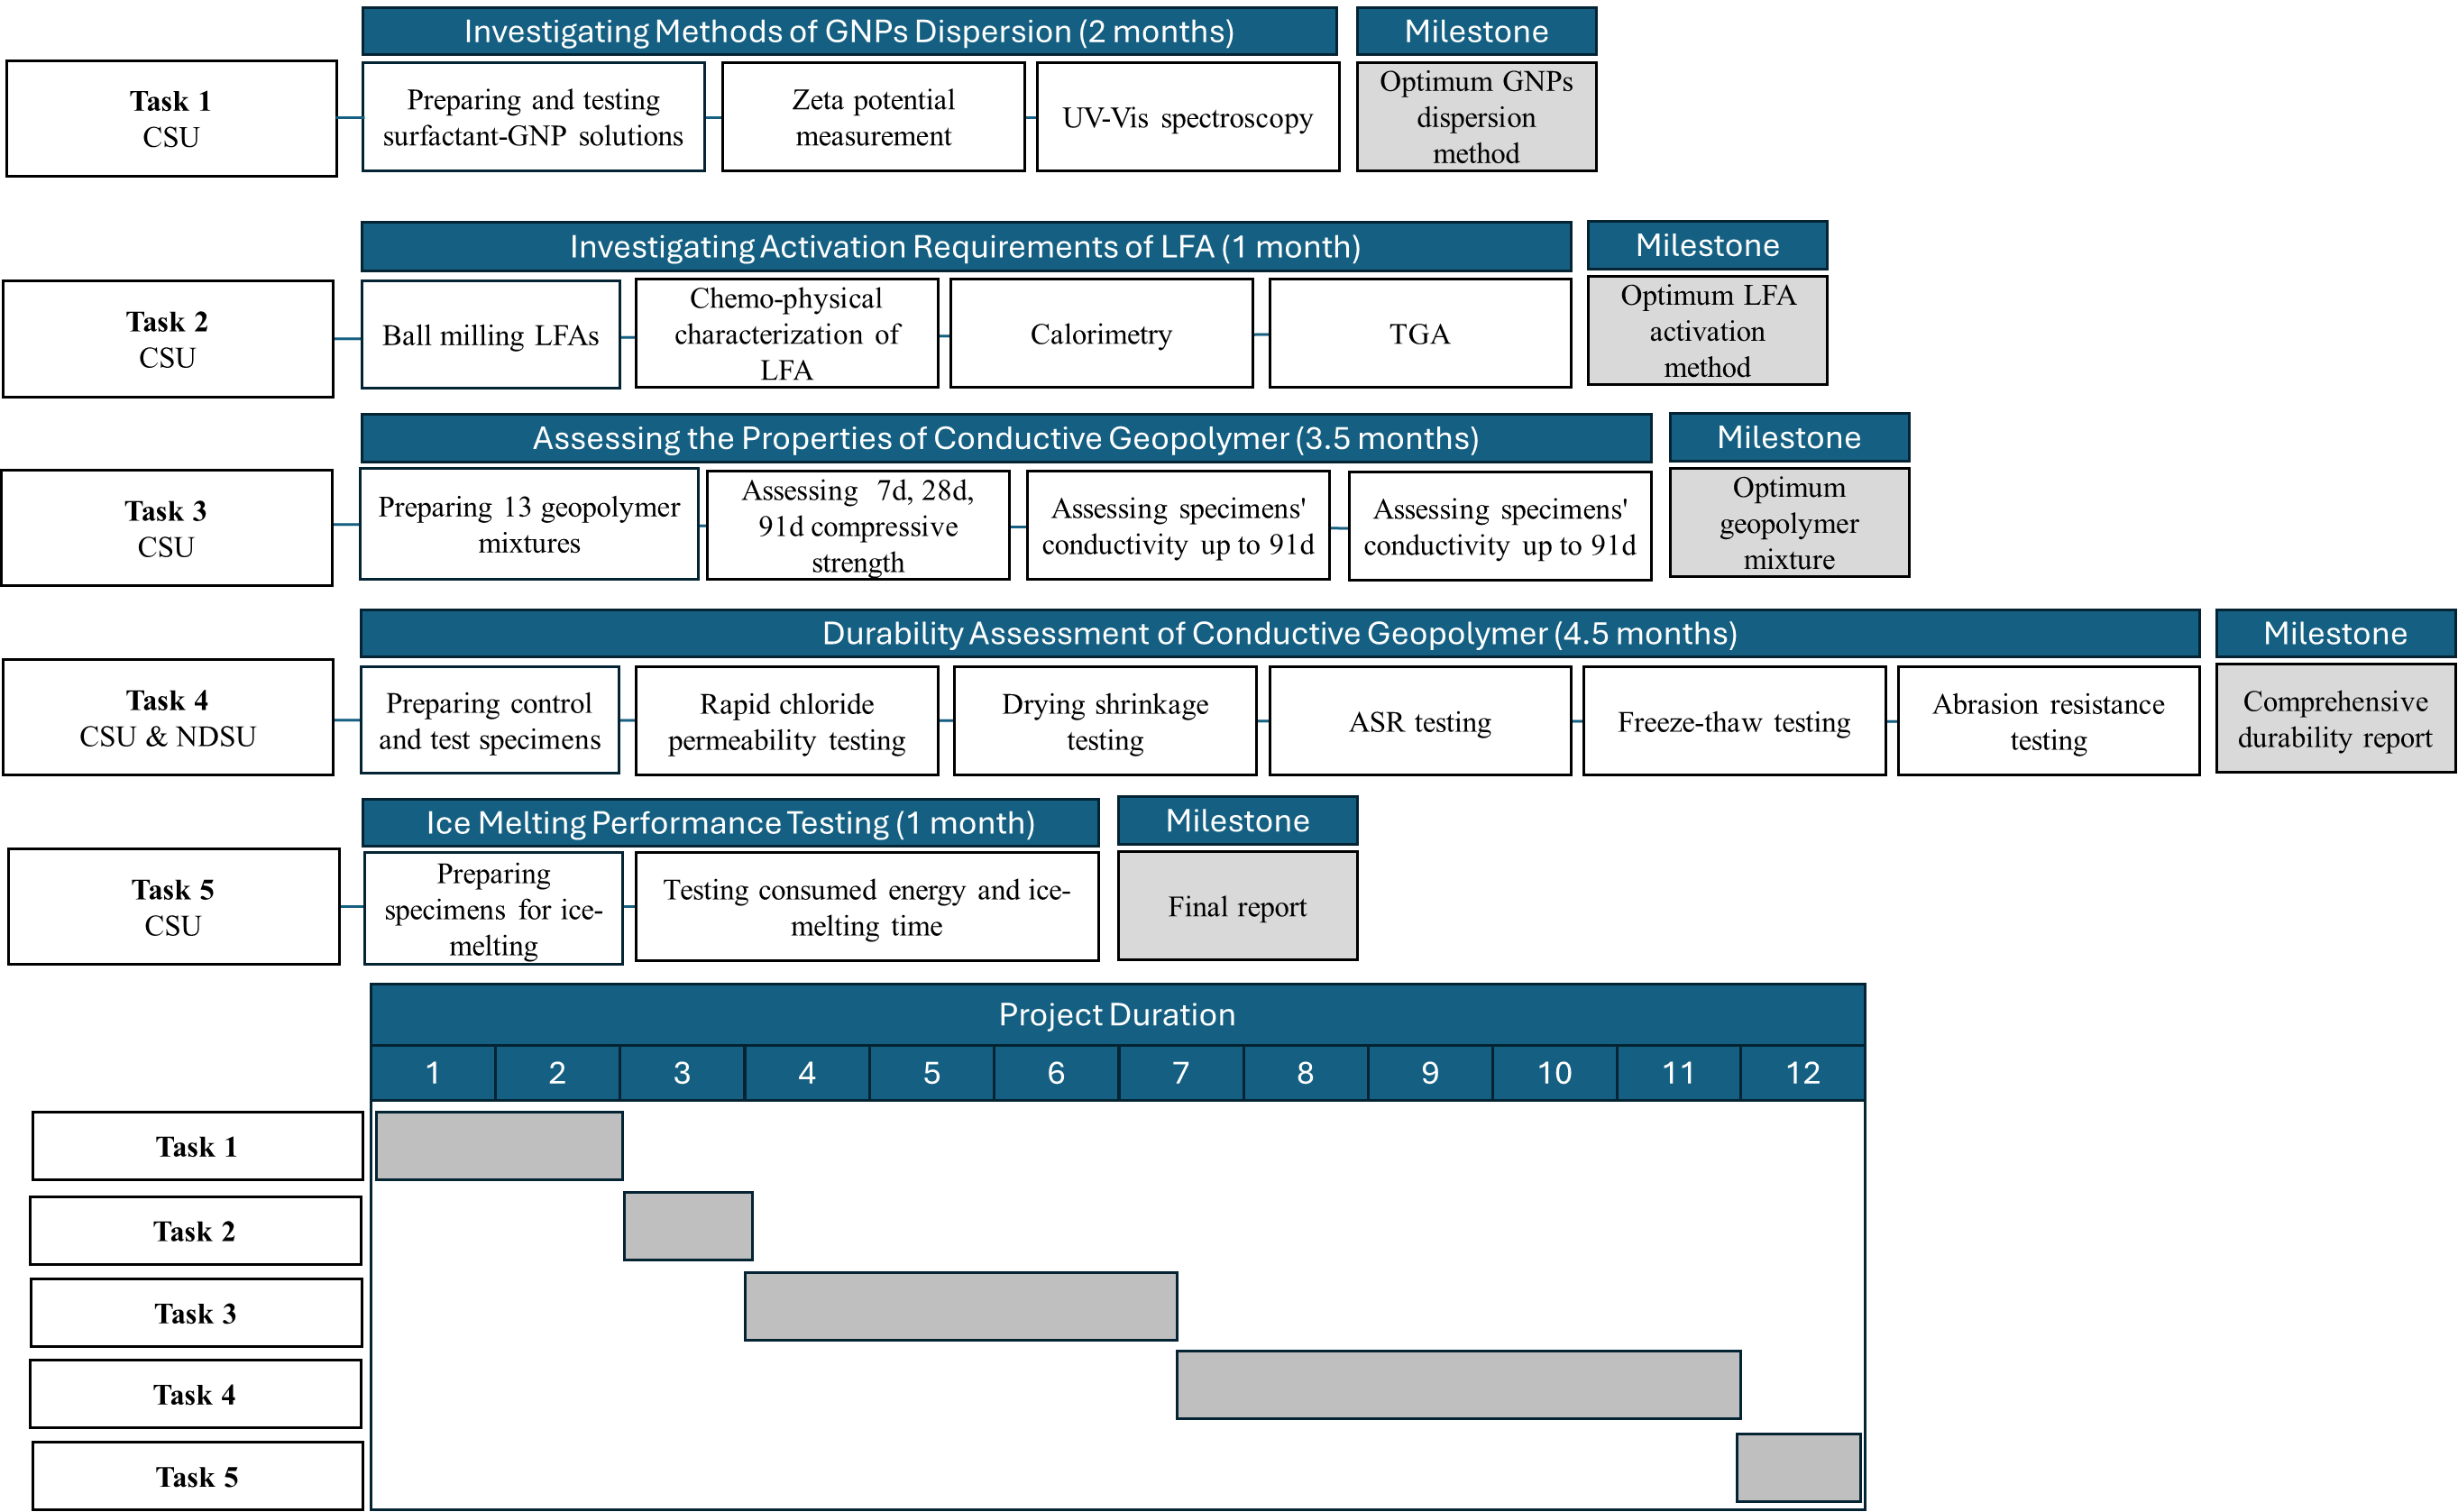 Investigating Methods of GNPs Dispersion (2 months)
Milestone
Task 1
CSU
Preparing and testing
surfactant-GNP solutions
Zeta potential
measurement
UV-Vis spectroscopy
Optimum GNPs
dispersion
method
Investigating Activation Requirements of LFA (1 month)
Milestone
Task 2
CSU
Ball milling LFAs
Chemo-physical
characterization of
LFA
Calorimetry
TGA
Optimum LFA
activation
method
Assessing the Properties of Conductive Geopolymer (3.5 months)
Milestone
Task 3
CSU
Preparing 13 geopolymer
mixtures
Assessing 7d, 28d,
91d compressive
strength
Assessing specimens'
conductivity up to 91d
Assessing specimens'
conductivity up to 91d
Optimum
geopolymer
mixture
Durability Assessment of Conductive Geopolymer (4.5 months)
Milestone
Task 4
CSU & NDSU
Preparing control
and test specimens
Rapid chloride
permeability testing
Drying shrinkage
testing
ASR testing
Freeze-thaw testing
Abrasion resistance
testing
Comprehensive
durability report
Ice Melting Performance Testing (1 month)
Milestone
Task 5
CSU
Preparing
specimens for ice-
melting
Testing consumed energy and ice-
melting time
Final report
Project Duration
1 2 3 4 5 6 7 8 9 10 11 12
Task 1
Task 2
Task 3
Task 4
Task 5